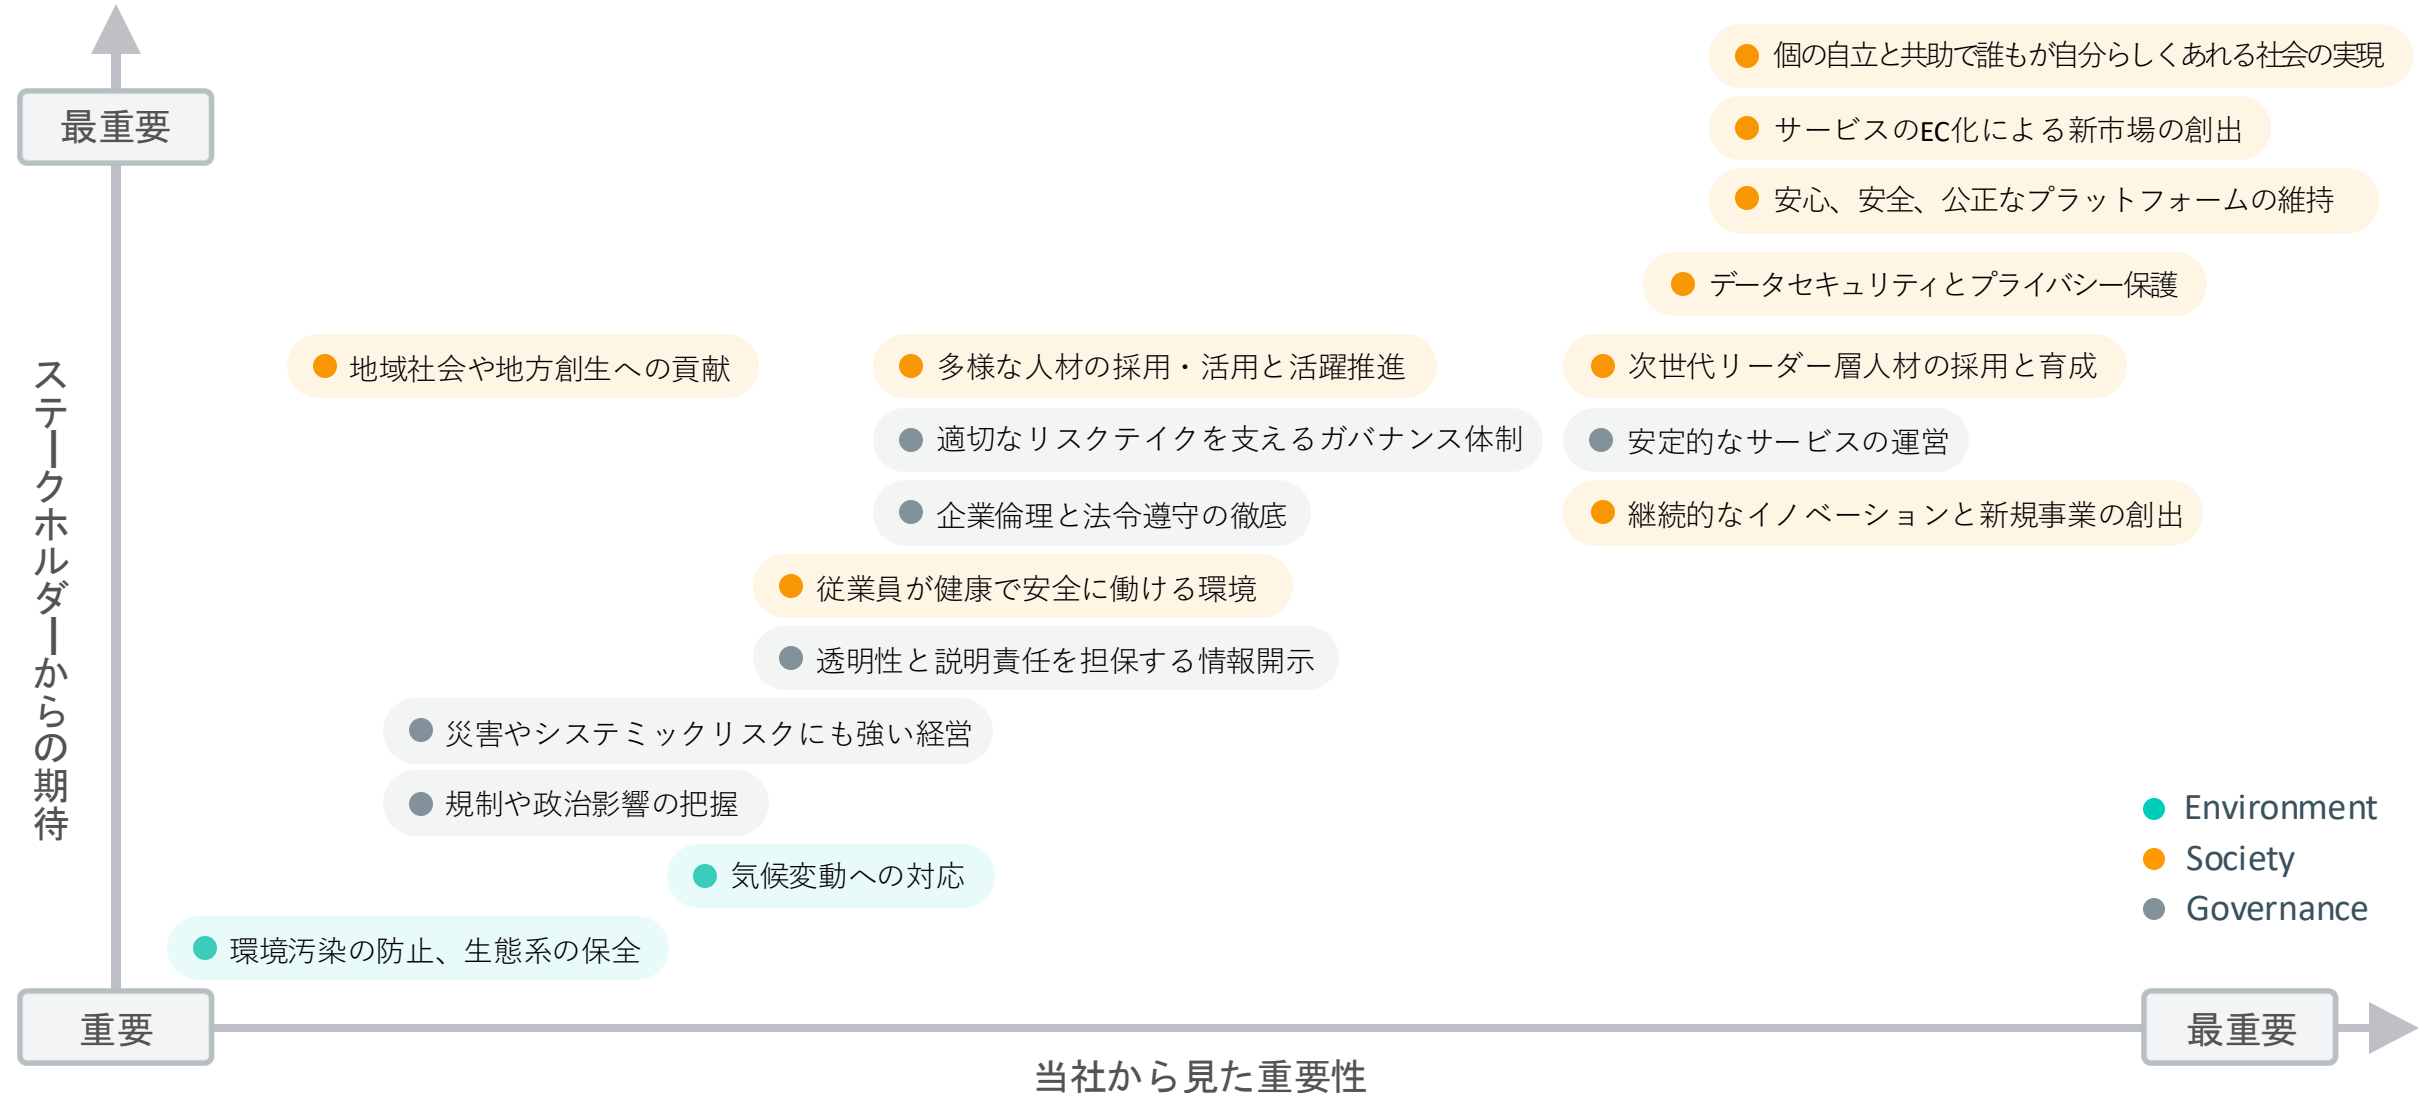 個の自立と共助で誰もが自分らしくあれる社会の実現
最重要
サービスのEC化による新市場の創出
安心、安全、公正なプラットフォームの維持
データセキュリティとプライバシー保護
地域社会や地方創生への貢献
多様な人材の採用・活用と活躍推進
次世代リーダー層人材の採用と育成
適切なリスクテイクを支えるガバナンス体制
安定的なサービスの運営
企業倫理と法令遵守の徹底
継続的なイノベーションと新規事業の創出
ステークホルダーからの期待
従業員が健康で安全に働ける環境
透明性と説明責任を担保する情報開示
災害やシステミックリスクにも強い経営
規制や政治影響の把握
気候変動への対応
環境汚染の防止、生態系の保全
Environment
Society
Governance
重要
最重要
当社から見た重要性